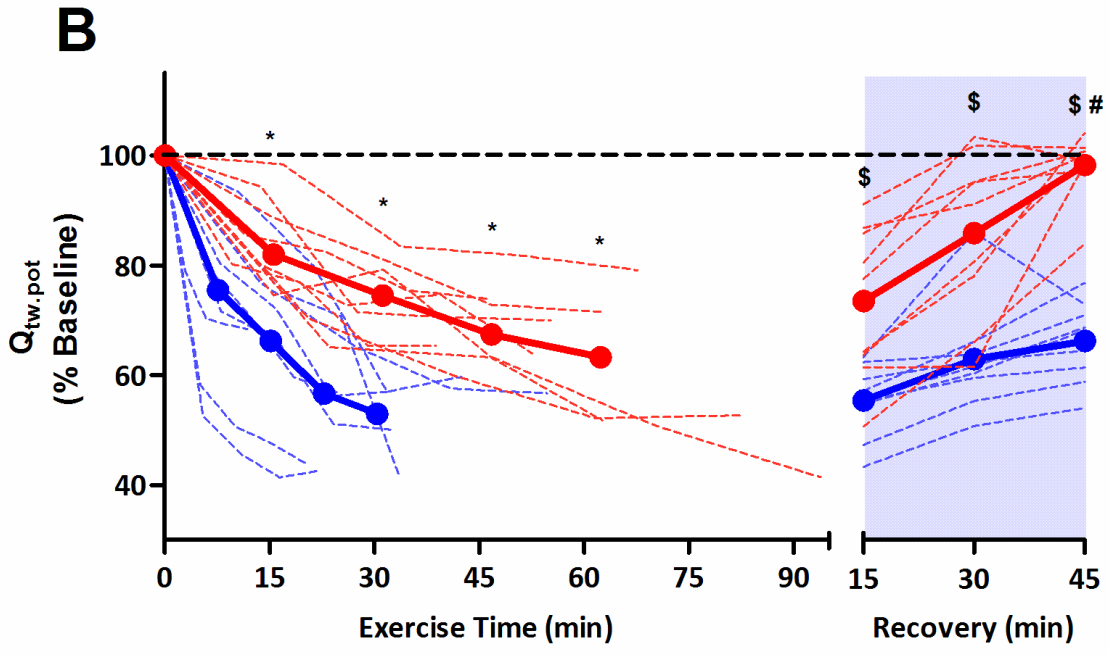 B
Qtw.pot
(% Baseline)
100
80
60
40
* * * *
$ $ $ #
0 15 30 45 60 75 90
15 30 45
Exercise Time (min)
Recovery (min)